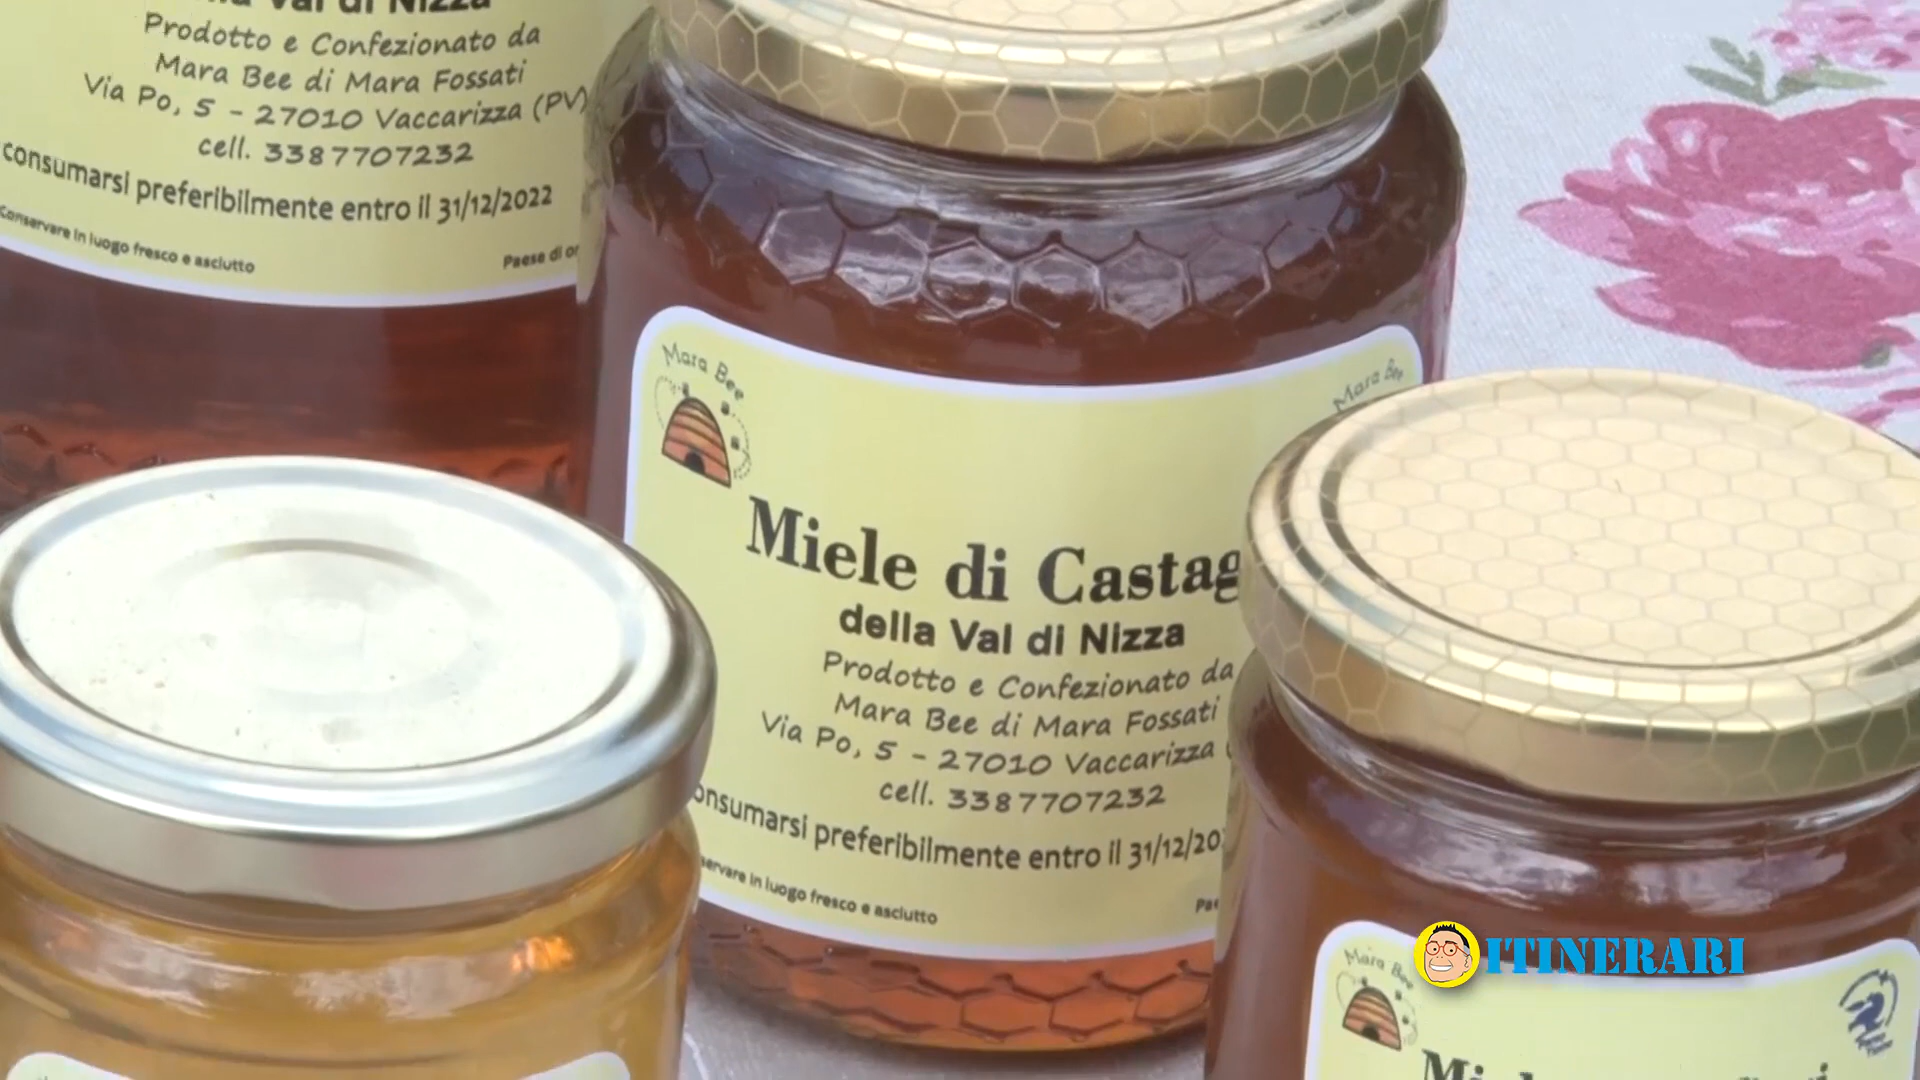 Val di Nizza
Prodotto e Confezionato da
Mara Bee di Mara Fossati
Via Po, 5 - 27010 Vaccarizza (PV)
cell. 3387707232
consumarsi preferibilmente entro il 31/12/2022
Conservare in luogo fresco e asciutto
Paese di
Mara Bee
Mara Bee
Miele di Castag
della Val di Nizza
Prodotto e Confezionato da
Mara Bee di Mara Fossati
Via Po, 5 - 27010 Vaccarizza
cell. 3387707232
onsumarsi preferibilmente entro il 31/12/20
servare in luogo fresco e asciutto
Mara Bee
ITINERARI